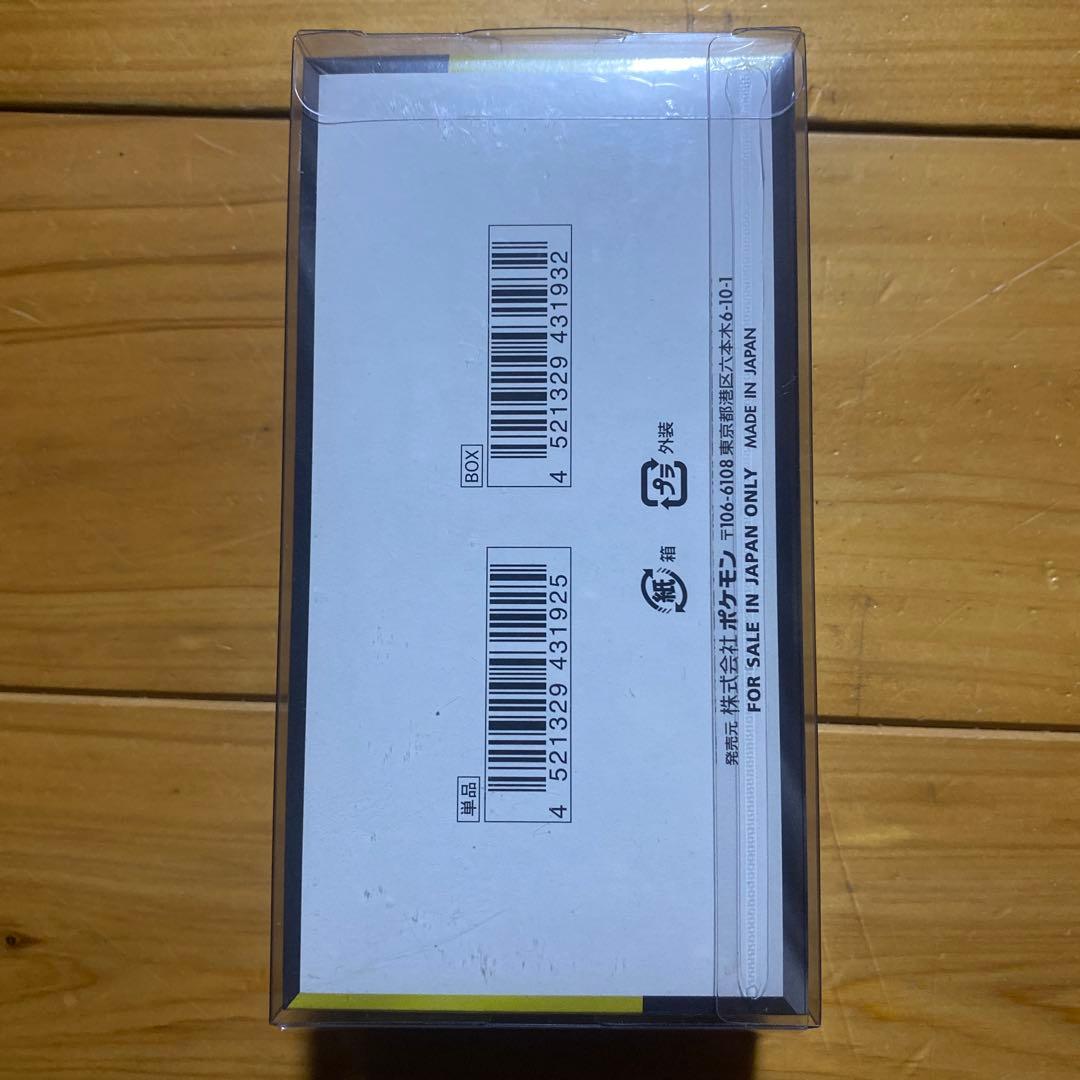 単品
4 521329 431925
BOX
4 521329 431932
紙 箱
プラ 外装
発売元 株式会社 ポケモン 〒106-6108 東京都港区六本木6-10-1
FOR SALE IN JAPAN ONLY MADE IN JAPAN